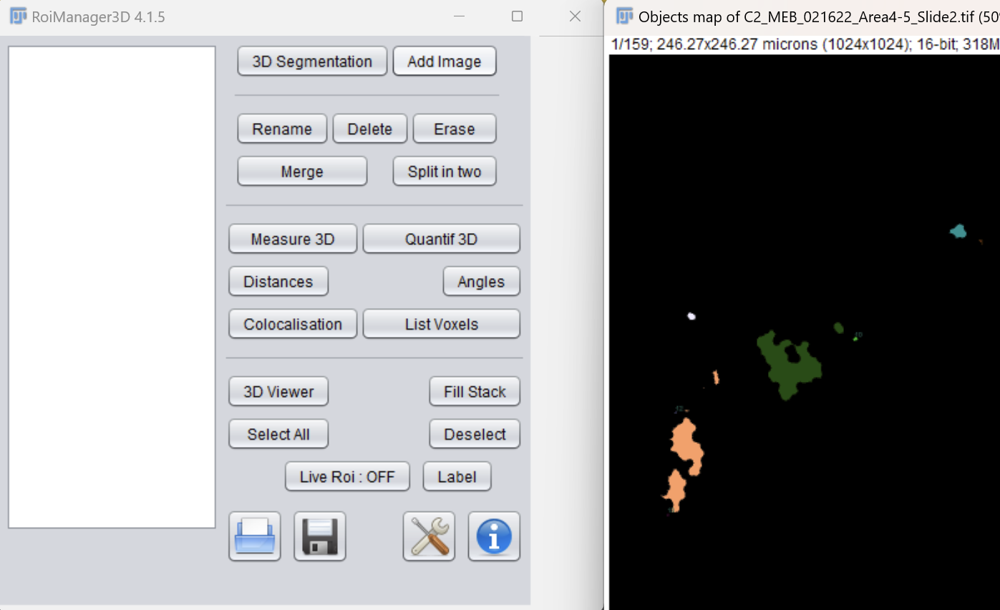 RoiManager3D 4.1.5
Objects map of C2_MEB_021622_Area4-5_Slide2.tif (50
1/159; 246.27x246.27 microns (1024x1024); 16-bit; 318M
3D Segmentation Add Image
Rename Delete Erase
Merge Split in two
Measure 3D Quantif 3D
Distances Angles
Colocalisation List Voxels
3D Viewer Fill Stack
Select All Deselect
Live Roi : OFF Label